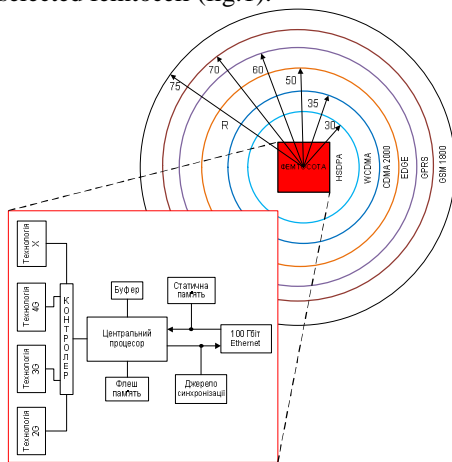 selected femtocell (fig.1).
75
70
60
50
35
30
R
ФЕМТОСОТА
HSDPA
WCDMA
CDMA 2000
EDGE
GPRS
GSM 1800
Технологія
X
Технологія
4G
Технологія
3G
Технологія
2G
КОНТРОЛЕР
Буфер
Статична
пам'ять
Центральний
процесор
100 Гбіт
Ethernet
Флеш
пам'ять
Джерело
синхронізації